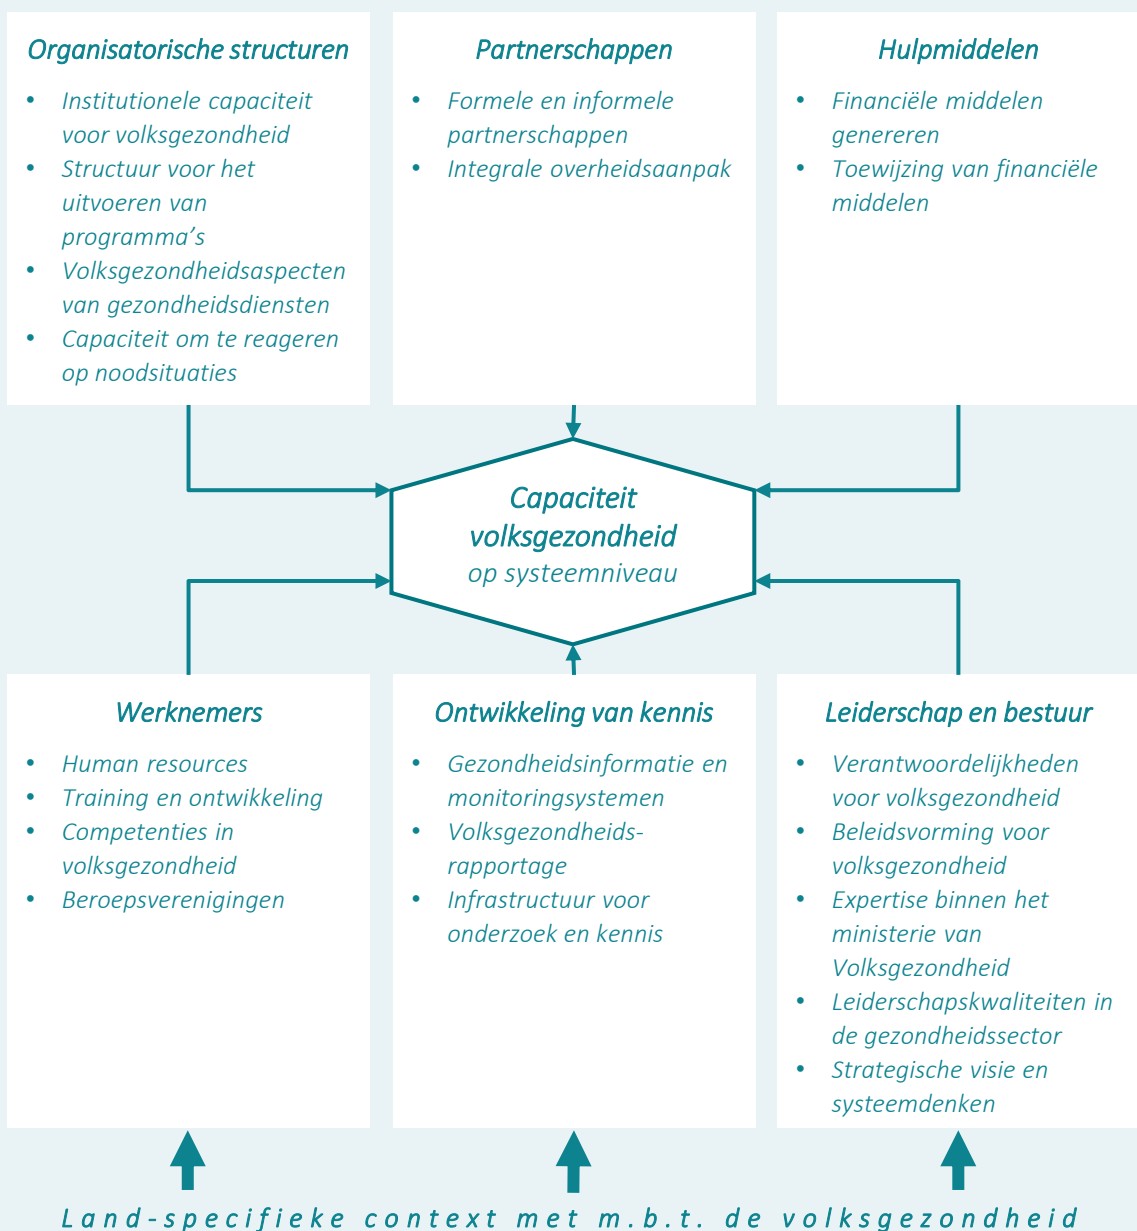 Organisatorische structuren
• Institutionele capaciteit
voor volksgezondheid
• Structuur voor het
uitvoeren van
programma’s
• Volksgezondheidsaspecten
van gezondheidsdiensten
• Capaciteit om te reageren
op noodsituaties
Partnerschappen
• Formele en informele
partnerschappen
• Integrale overheidsaanpak
Hulpmiddelen
• Financiële middelen
genereren
• Toewijzing van financiële
middelen
Capaciteit
volksgezondheid
op systeemniveau
Werknemers
• Human resources
• Training en ontwikkeling
• Competenties in
volksgezondheid
• Beroepsverenigingen
Ontwikkeling van kennis
• Gezondheidsinformatie en
monitoringsystemen
• Volksgezondheids-
rapportage
• Infrastructuur voor
onderzoek en kennis
Leiderschap en bestuur
• Verantwoordelijkheden
voor volksgezondheid
• Beleidsvorming voor
volksgezondheid
• Expertise binnen het
ministerie van
Volksgezondheid
• Leiderschapskwaliteiten in
de gezondheidssector
• Strategische visie en
systeemdenken
Land-specifieke context met m.b.t. de volksgezondheid